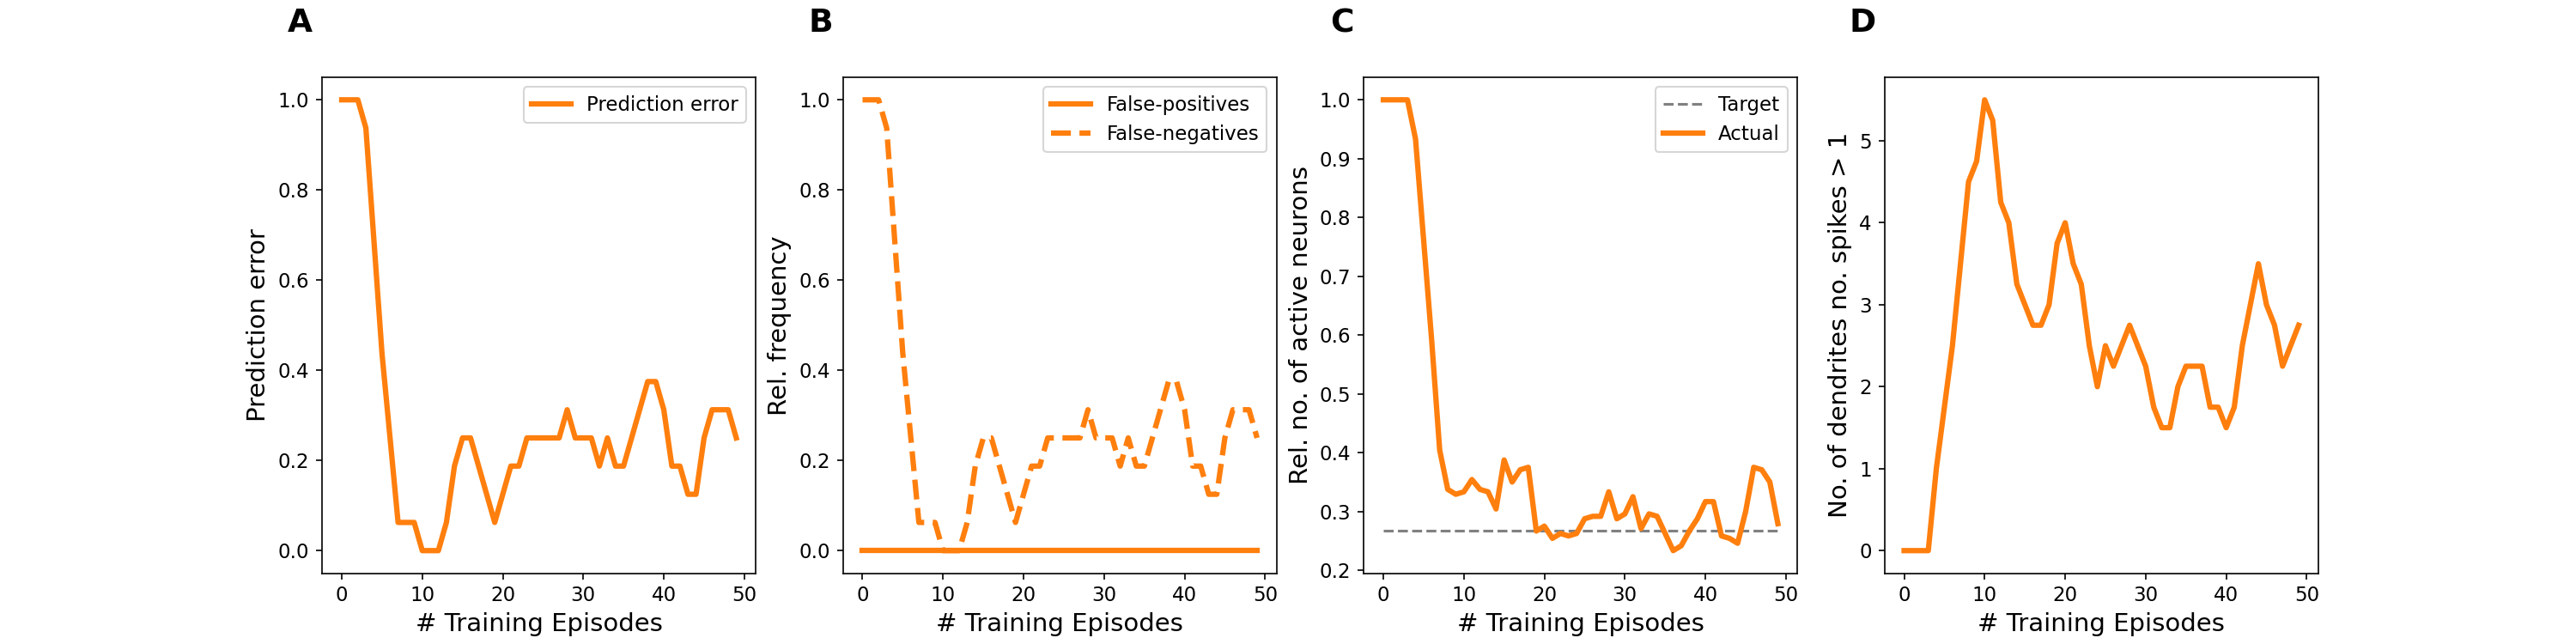 A
Prediction error
1.0
0.8
0.6
0.4
0.2
0.0
Prediction error
0 10 20 30 40 50
# Training Episodes
B
Rel. frequency
1.0
0.8
0.6
0.4
0.2
0.0
False-positives
False-negatives
0 10 20 30 40 50
# Training Episodes
C
Rel. no. of active neurons
1.0
0.9
0.8
0.7
0.6
0.5
0.4
0.3
0.2
Target
Actual
0 10 20 30 40 50
# Training Episodes
D
No. of dendrites no. spikes > 1
5
4
3
2
1
0
0 10 20 30 40 50
# Training Episodes